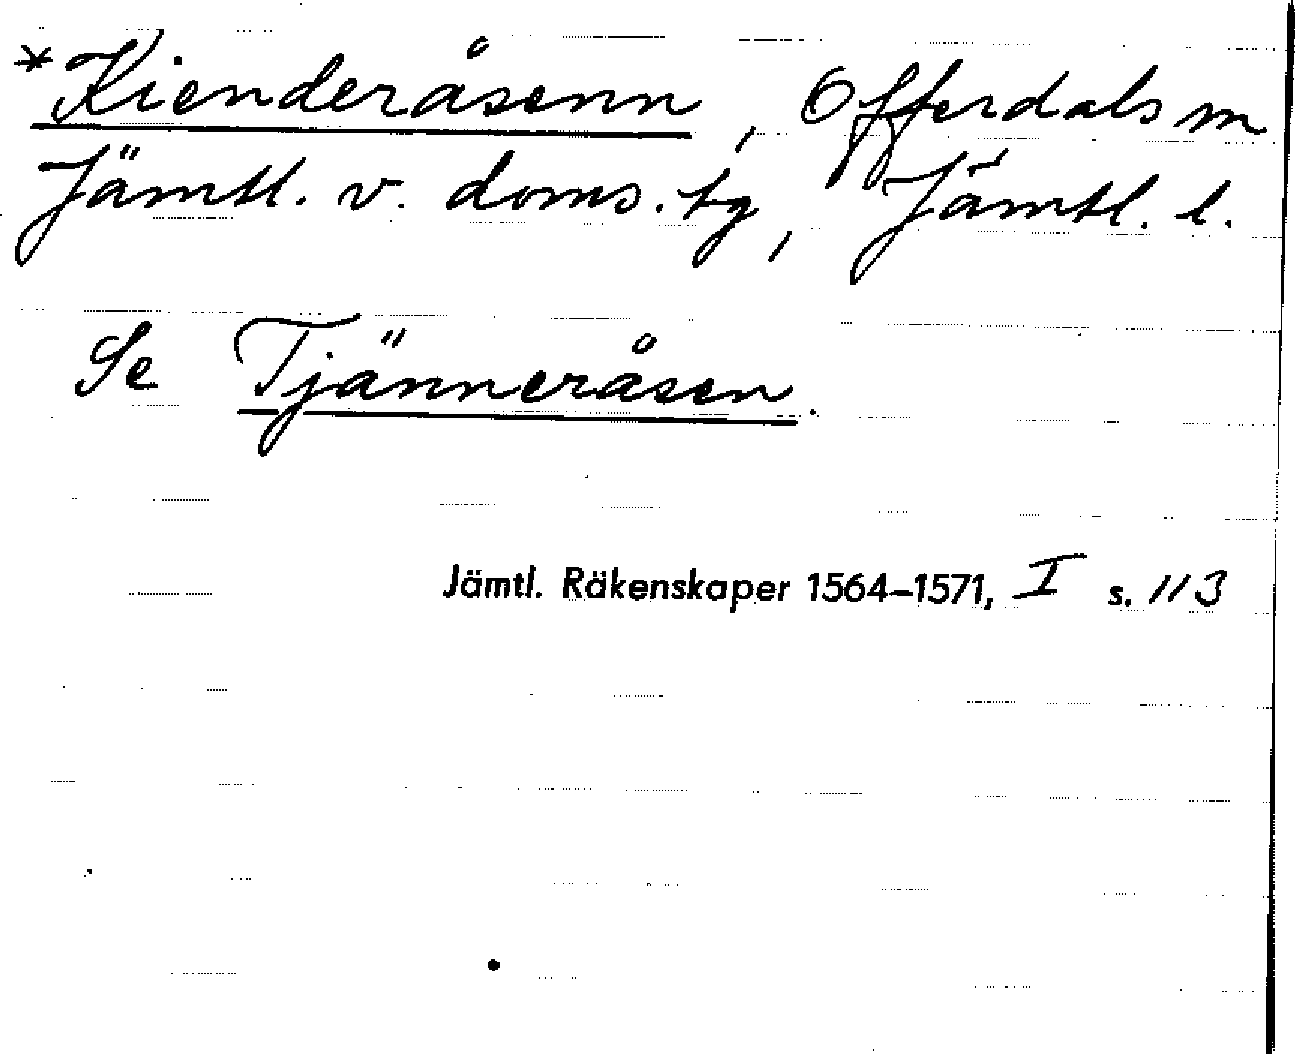 *Kienderåsenn, Offerdals sn
Jämtl. v. doms. tg, Jämtl. l.
Se Tjänneråsen.
Jämtl. Räkenskaper 1564–1571, I s. 113